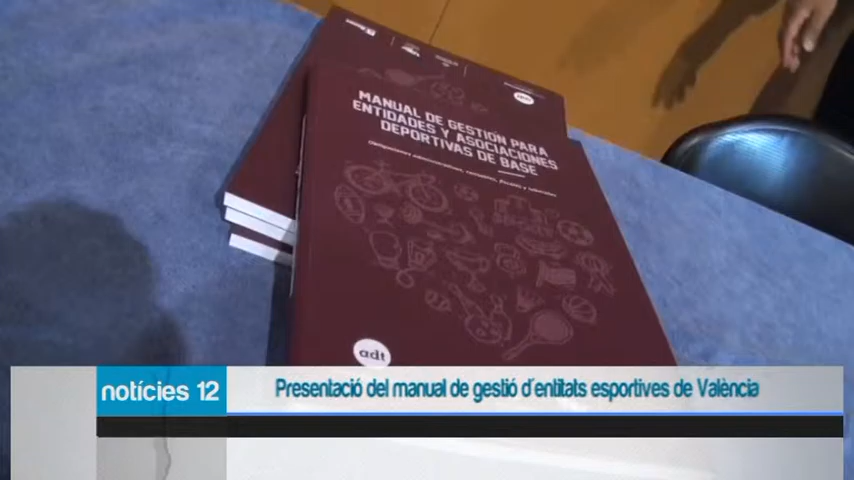 MANUAL DE GESTIÓN PARA
ENTIDADES Y ASOCIACIONES
DEPORTIVAS DE BASE
adt
notícies 12
Presentació del manual de gestió d'entitats esportives de València